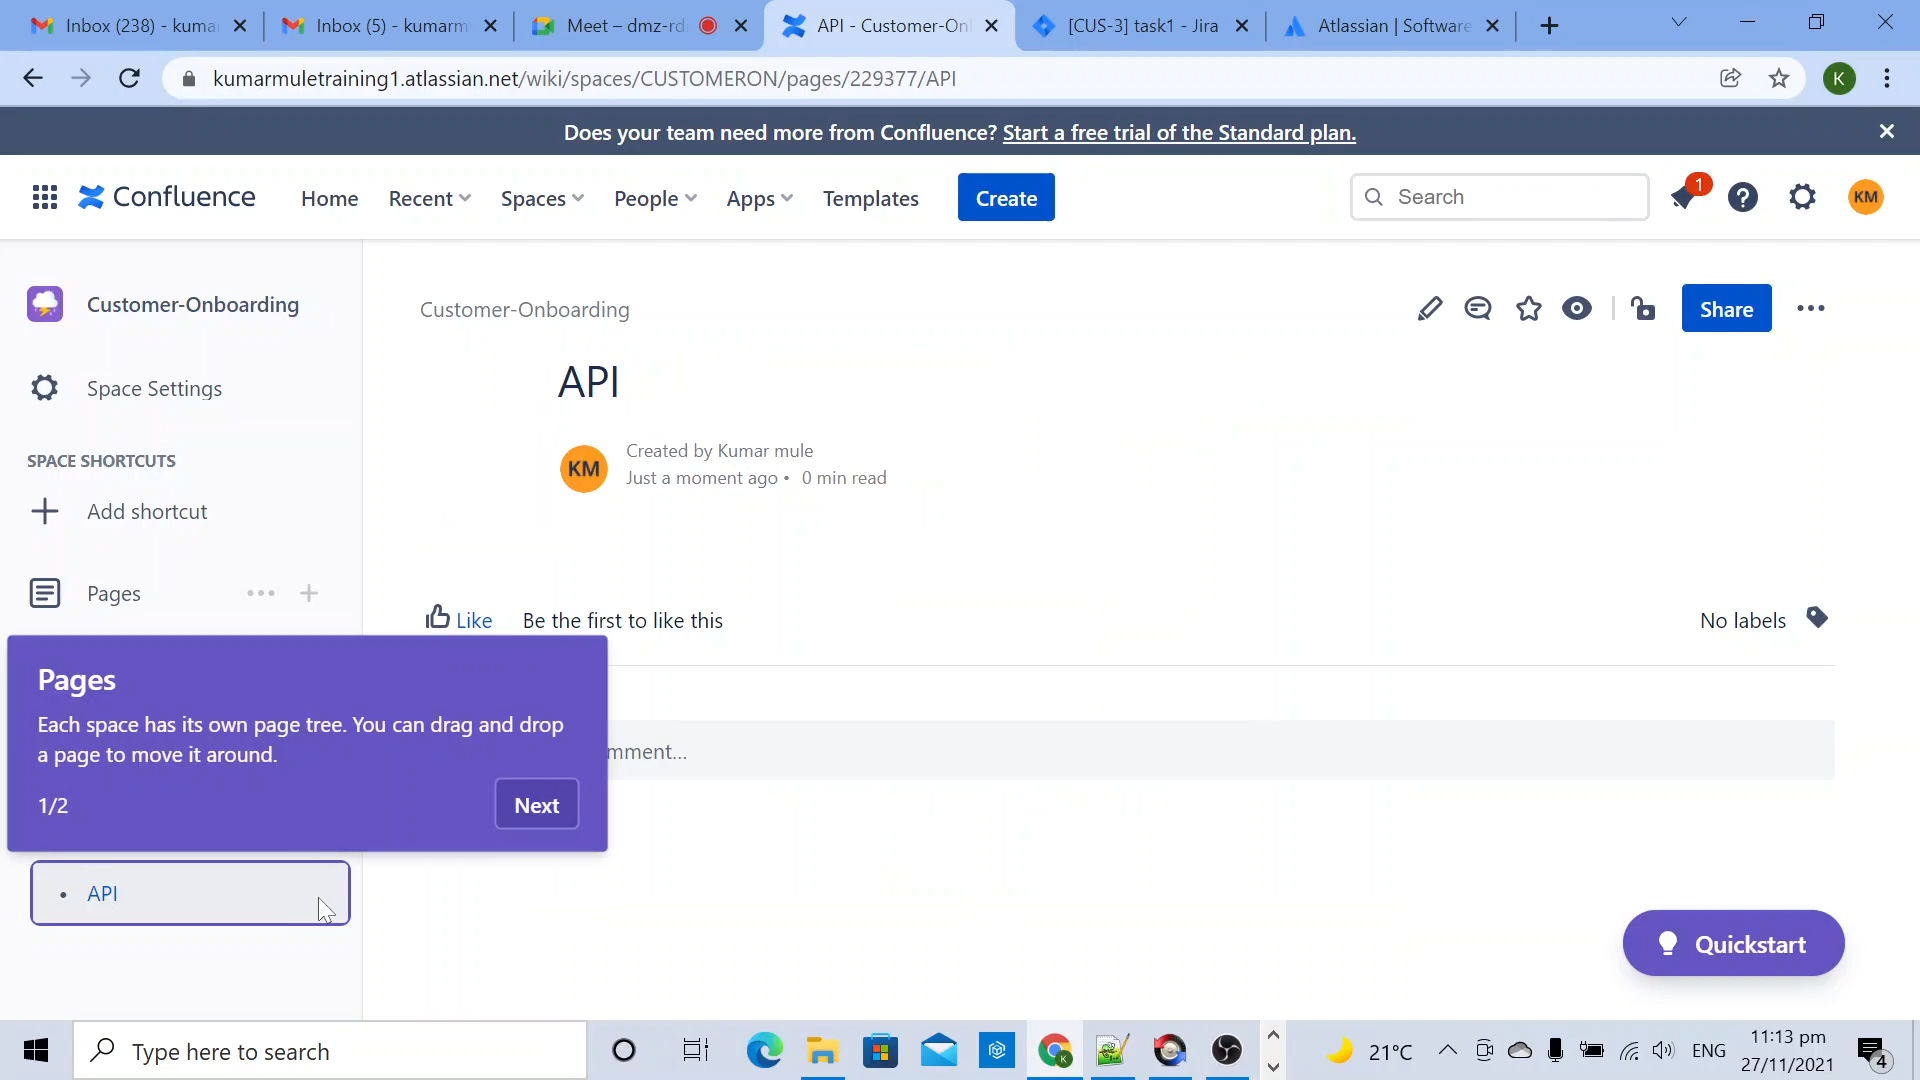 Inbox (238) - kuma
Inbox (5) - kumarm
Meet – dmz-rd
API - Customer-On
[CUS-3] task1 - Jira
Atlassian | Software
kumarmuletraining1.atlassian.net/wiki/spaces/CUSTOMERON/pages/229377/API
K
Does your team need more from Confluence? Start a free trial of the Standard plan.
Confluence
Home
Recent
Spaces
People
Apps
Templates
Create
Search
1
KM
Customer-Onboarding
Customer-Onboarding
Share
Space Settings
API
SPACE SHORTCUTS
KM
Created by Kumar mule
Just a moment ago • 0 min read
Add shortcut
Pages
Like
Be the first to like this
No labels
Pages
Each space has its own page tree. You can drag and drop
a page to move it around.
1/2
Next
mment...
API
Quickstart
Type here to search
K
21°C
ENG
11:13 pm
27/11/2021
4